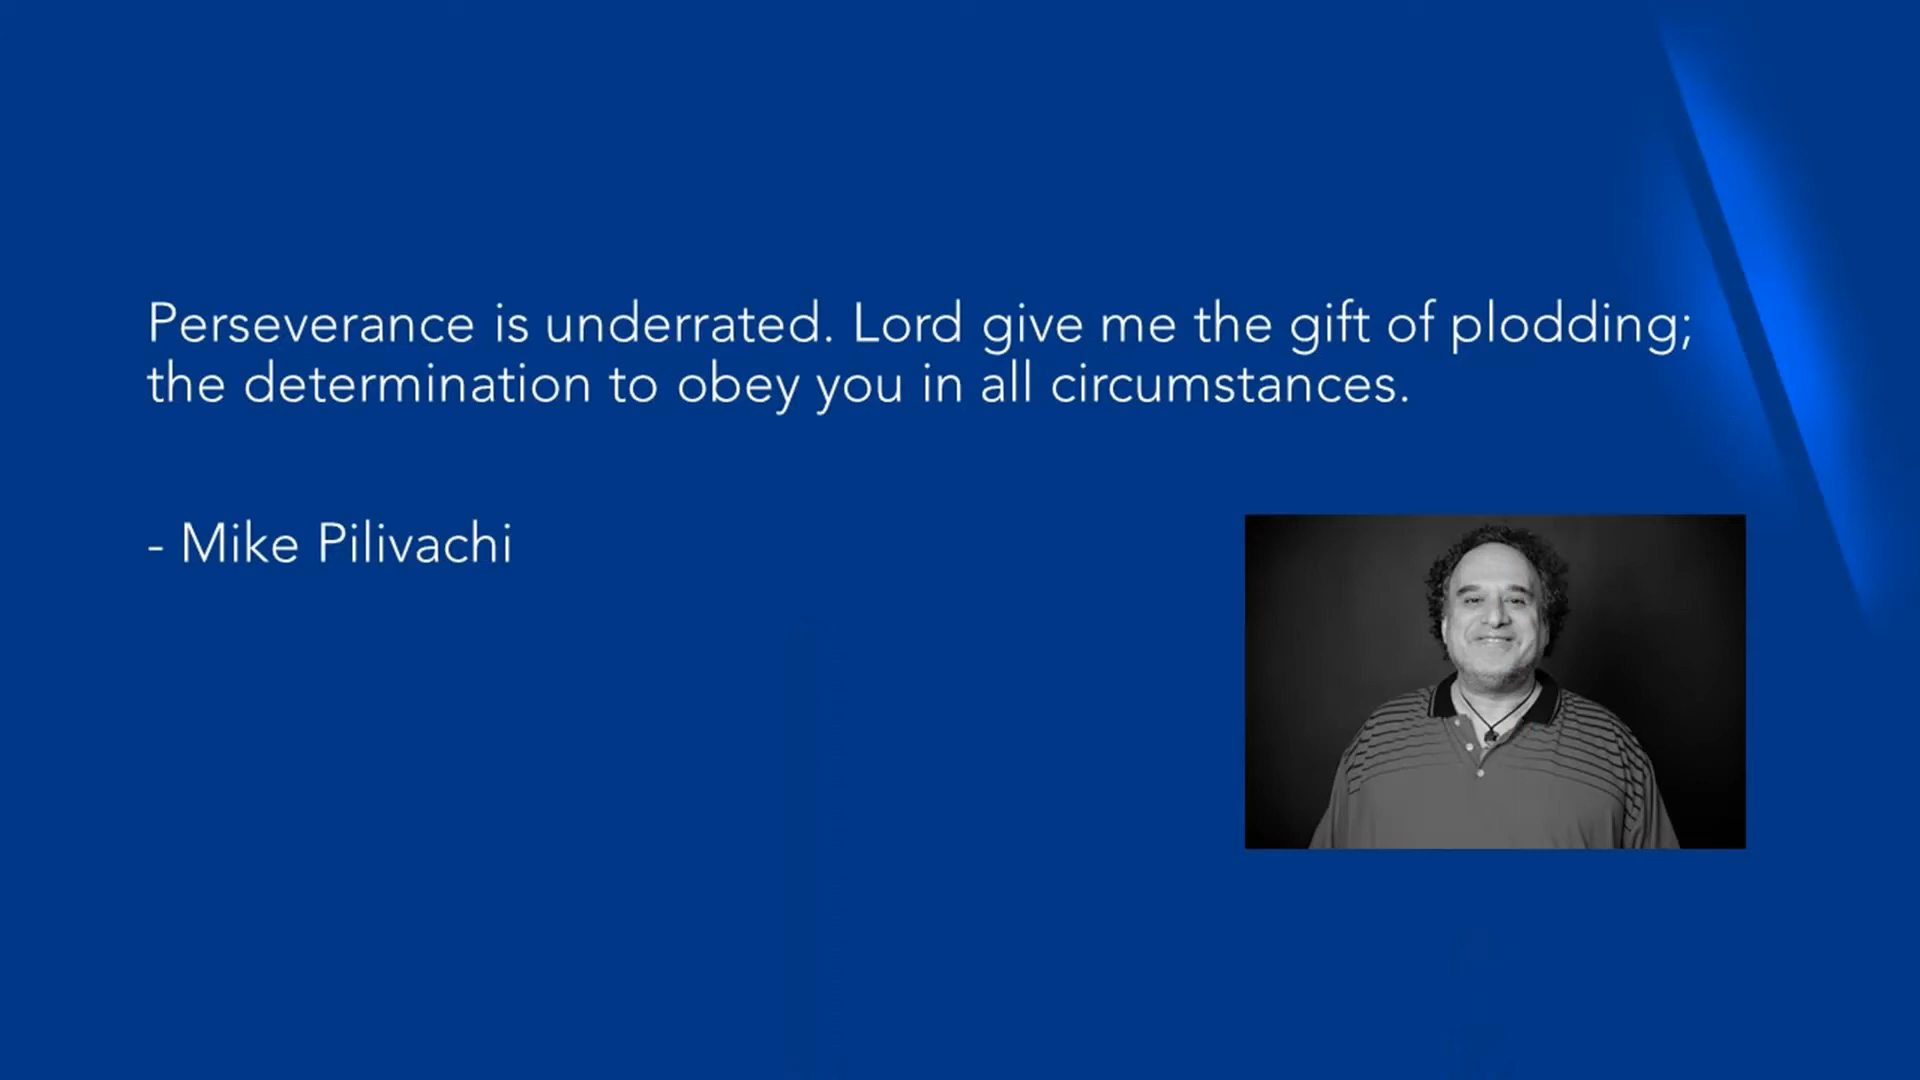 Perseverance is underrated. Lord give me the gift of plodding;
the determination to obey you in all circumstances.
- Mike Pilivachi